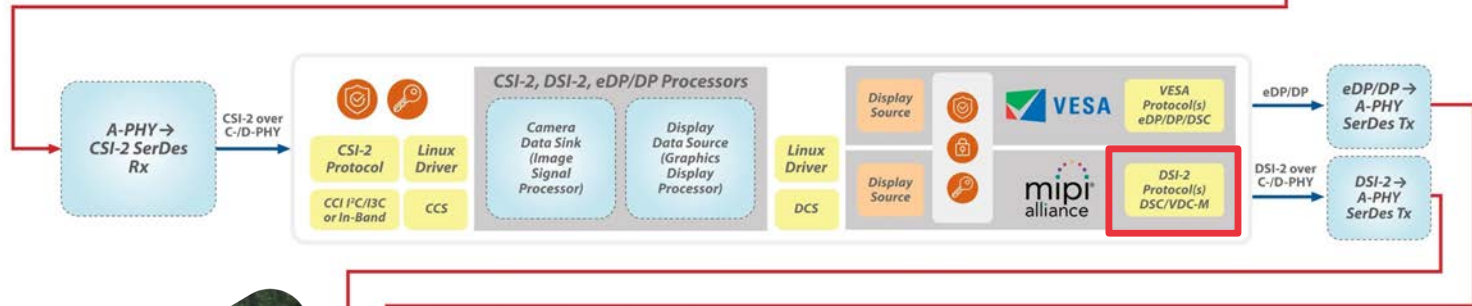 A-PHY →
CSI-2 SerDes
Rx
CSI-2 over
C-/D-PHY
CSI-2
Protocol
Linux
Driver
CCI I²C/I3C
or In-Band
CCS
CSI-2, DSI-2, eDP/DP Processors
Camera
Data Sink
(Image
Signal
Processor)
Display
Data Source
(Graphics
Display
Processor)
Linux
Driver
DCS
Display
Source
VESA
VESA
Protocol(s)
eDP/DP/DSC
Display
Source
mipi
alliance
DSI-2
Protocol(s)
DSC/VDC-M
eDP/DP
eDP/DP →
A-PHY
SerDes Tx
DSI-2 over
C-/D-PHY
DSI-2 →
A-PHY
SerDes Tx